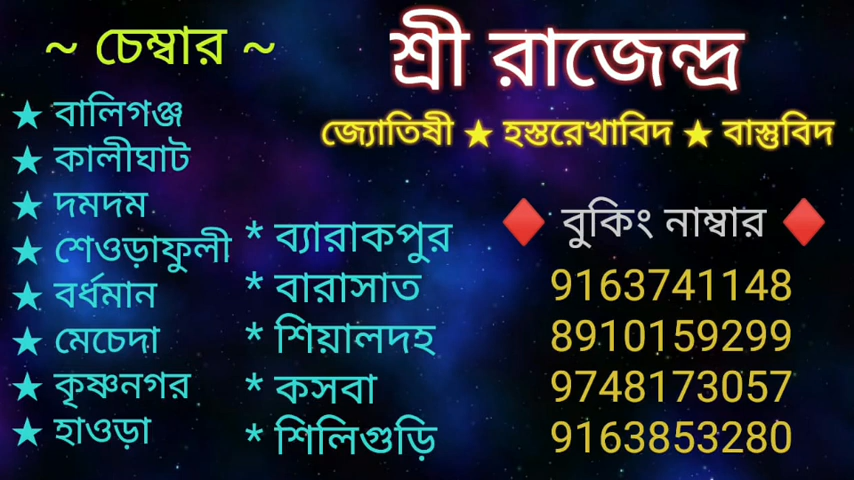 ~ চেম্বার ~
★ বালিগঞ্জ
★ কালীঘাট
★ দমদম
★ শেওড়াফুলী
★ বর্ধমান
★ মেচেদা
★ কৃষ্ণনগর
★ হাওড়া
* ব্যারাকপুর
* বারাসাত
* শিয়ালদহ
* কসবা
* শিলিগুড়ি
শ্রী রাজেন্দ্র
জ্যোতিষী ★ হস্তরেখাবিদ ★ বাস্তুবিদ
♦ বুকিং নাম্বার ♦
9163741148
8910159299
9748173057
9163853280